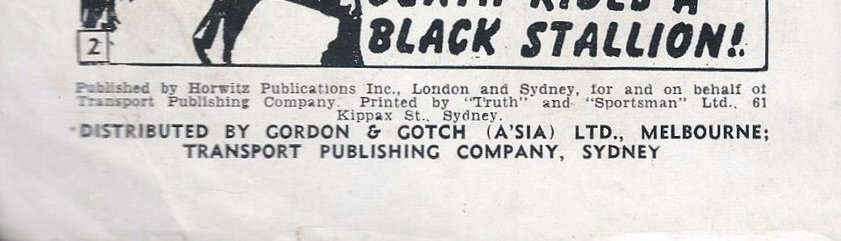 DEATH RIDES A
BLACK STALLION!
2
Published by Horwitz Publications Inc., London and Sydney, for and on behalf of
Transport Publishing Company. Printed by "Truth" and "Sportsman" Ltd., 61
Kippax St., Sydney.
DISTRIBUTED BY GORDON & GOTCH (A'SIA) LTD., MELBOURNE;
TRANSPORT PUBLISHING COMPANY, SYDNEY